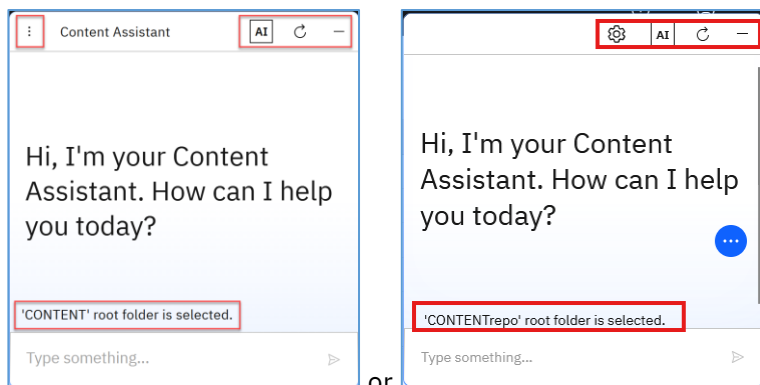 Content Assistant AI
Hi, I'm your Content
Assistant. How can I help
you today?
'CONTENT' root folder is selected.
Type something...
or
AI
Hi, I'm your Content
Assistant. How can I help
you today?
'CONTENTrepo' root folder is selected.
Type something...